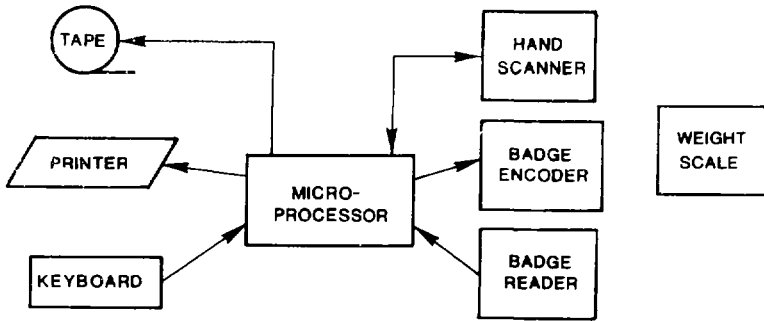 TAPE
HAND
SCANNER
PRINTER
MICRO-
PROCESSOR
BADGE
ENCODER
WEIGHT
SCALE
KEYBOARD
BADGE
READER